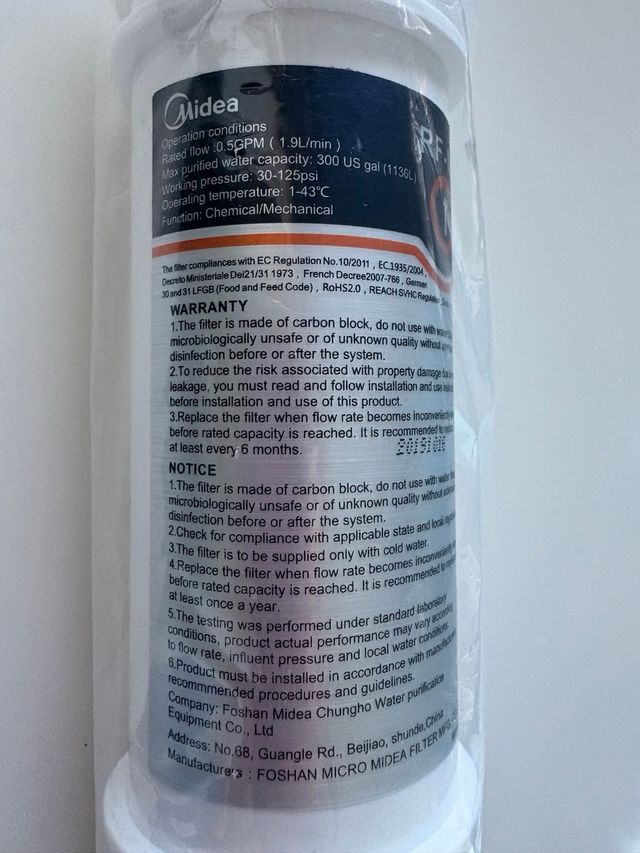 Midea
Operation conditions
Rated flow :0.5GPM ( 1.9L/min )
Max purified water capacity: 300 US gal (1136L)
Working pressure: 30-125psi
Operating temperature: 1-43℃
Function: Chemical/Mechanical
RF
The filter compliances with EC Regulation No.10/2011 , EC.1935/2004 ,
Decreto Ministeriale Del21/31 1973 , French Decree2007-766 , German
30 and 31 LFGB (Food and Feed Code) , RoHS2.0 , REACH SVHC
WARRANTY
1.The filter is made of carbon block, do not use with
microbiologically unsafe or of unknown quality without
disinfection before or after the system.
2.To reduce the risk associated with property damage
leakage, you must read and follow installation and use
before installation and use of this product.
3.Replace the filter when flow rate becomes inconveniently
before rated capacity is reached. It is recommended to
at least every 6 months.
20191016
NOTICE
1.The filter is made of carbon block, do not use with water
microbiologically unsafe or of unknown quality without
disinfection before or after the system.
2.Check for compliance with applicable state and local
3.The filter is to be supplied only with cold water.
4.Replace the filter when flow rate becomes inconveniently
before rated capacity is reached. It is recommended to
at least once a year.
5.The testing was performed under standard laboratory
conditions, product actual performance may vary according
to flow rate, influent pressure and local water conditions.
6.Product must be installed in accordance with
recommmended procedures and guidelines.
Company: Foshan Midea Chungho Water purification
Equipment Co., Ltd
Address: No.68, Guangle Rd., Beijiao, shunde,China
Manufacturers : FOSHAN MICRO MIDEA FILTER MFG.